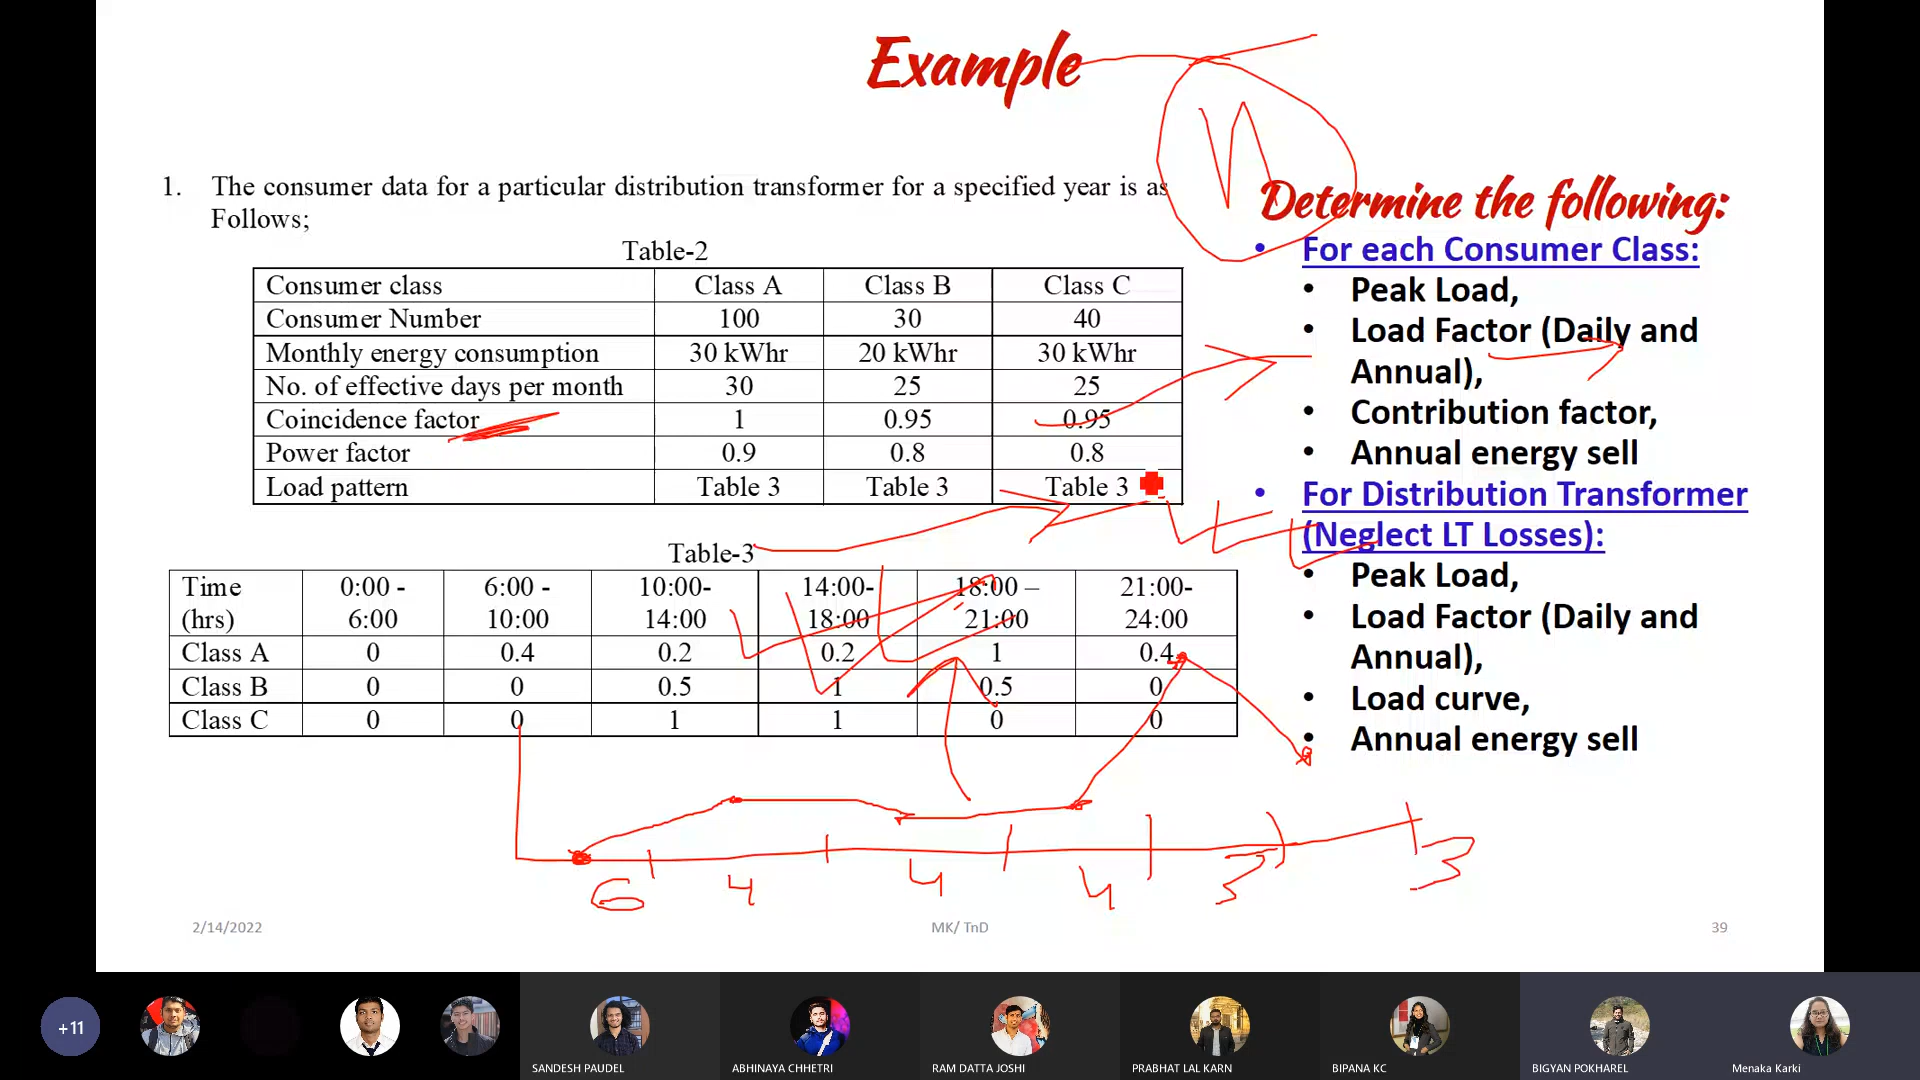 Example
1. The consumer data for a particular distribution transformer for a specified year is as
Follows;
Table-2
Consumer class Class A Class B Class C
Consumer Number 100 30 40
Monthly energy consumption 30 kWhr 20 kWhr 30 kWhr
No. of effective days per month 30 25 25
Coincidence factor 1 0.95 0.95
Power factor 0.9 0.8 0.8
Load pattern Table 3 Table 3 Table 3
Table-3
Time 0:00 - 6:00 - 10:00- 14:00- 18:00 – 21:00-
(hrs) 6:00 10:00 14:00 18:00 21:00 24:00
Class A 0 0.4 0.2 0.2 1 0.4
Class B 0 0 0.5 1 0.5 0
Class C 0 0 1 1 0 0
6 4 4 4 3 3
Determine the following:
• For each Consumer Class:
• Peak Load,
• Load Factor (Daily and
Annual),
• Contribution factor,
• Annual energy sell
• For Distribution Transformer
(Neglect LT Losses):
• Peak Load,
• Load Factor (Daily and
Annual),
• Load curve,
• Annual energy sell
2/14/2022 MK/ TnD 39
+11
SANDESH PAUDEL ABHINAYA CHHETRI RAM DATTA JOSHI PRABHAT LAL KARN BIPANA KC BIGYAN POKHAREL Menaka Karki